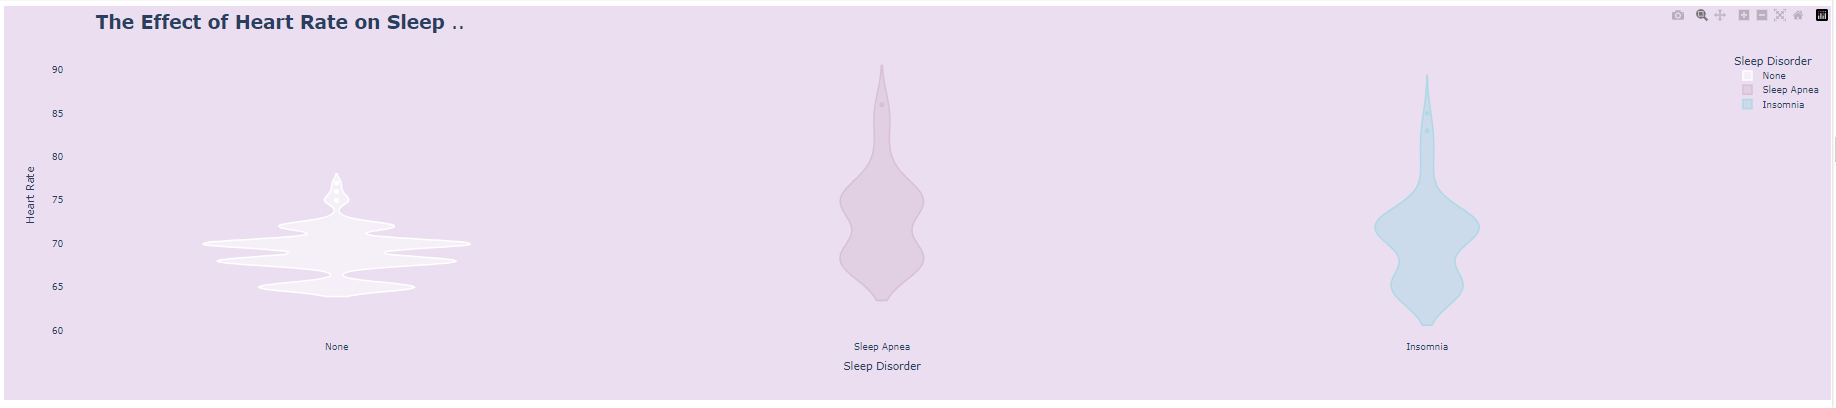 The Effect of Heart Rate on Sleep ..
Sleep Disorder
None
Sleep Apnea
Insomnia
90
85
80
75
70
65
60
Heart Rate
None
Sleep Apnea
Insomnia
Sleep Disorder